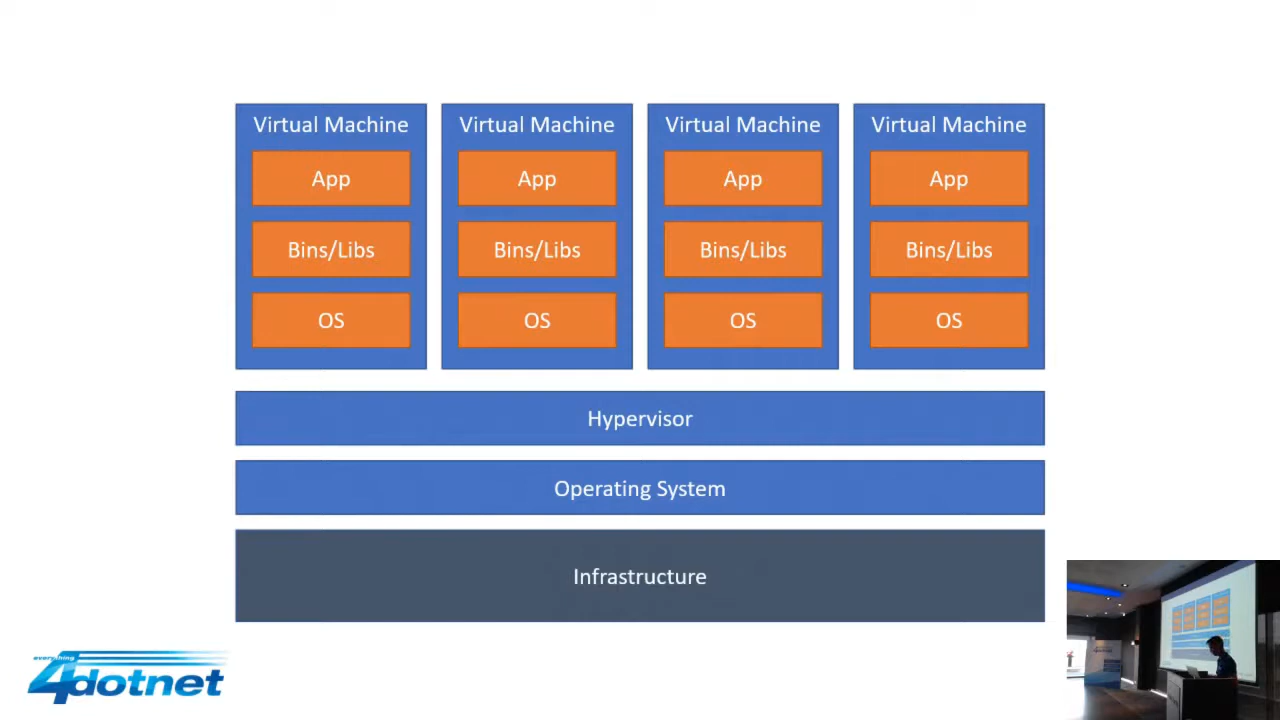 Virtual Machine Virtual Machine Virtual Machine Virtual Machine
App App App App
Bins/Libs Bins/Libs Bins/Libs Bins/Libs
OS OS OS OS
Hypervisor
Operating System
Infrastructure
everything
4dotnet